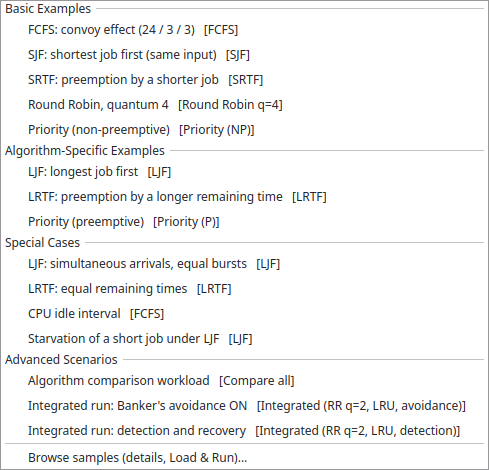 Basic Examples
FCFS: convoy effect (24 / 3 / 3) [FCFS]
SJF: shortest job first (same input) [SJF]
SRTF: preemption by a shorter job [SRTF]
Round Robin, quantum 4 [Round Robin q=4]
Priority (non-preemptive) [Priority (NP)]
Algorithm-Specific Examples
LJF: longest job first [LJF]
LRTF: preemption by a longer remaining time [LRTF]
Priority (preemptive) [Priority (P)]
Special Cases
LJF: simultaneous arrivals, equal bursts [LJF]
LRTF: equal remaining times [LRTF]
CPU idle interval [FCFS]
Starvation of a short job under LJF [LJF]
Advanced Scenarios
Algorithm comparison workload [Compare all]
Integrated run: Banker's avoidance ON [Integrated (RR q=2, LRU, avoidance)]
Integrated run: detection and recovery [Integrated (RR q=2, LRU, detection)]
Browse samples (details, Load & Run)...